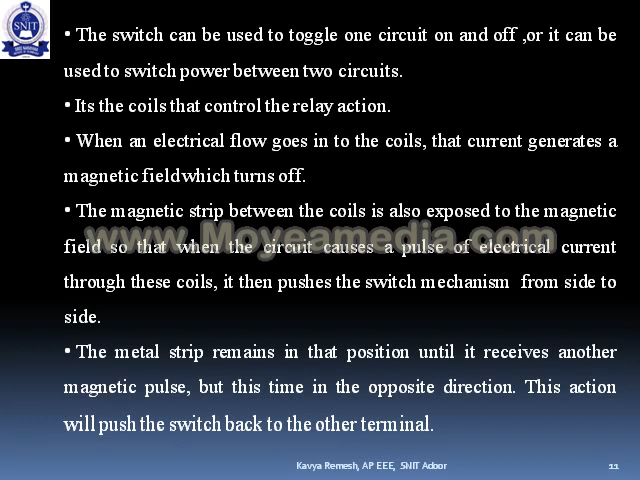 SNIT
• The switch can be used to toggle one circuit on and off ,or it can be
used to switch power between two circuits.
• Its the coils that control the relay action.
• When an electrical flow goes in to the coils, that current generates a
magnetic field which turns off.
• The magnetic strip between the coils is also exposed to the magnetic
www.Moyeamedia.com
field so that when the circuit causes a pulse of electrical current
through these coils, it then pushes the switch mechanism from side to
side.
• The metal strip remains in that position until it receives another
magnetic pulse, but this time in the opposite direction. This action
will push the switch back to the other terminal.
Kavya Remesh, AP EEE, SNIT Adoor
11